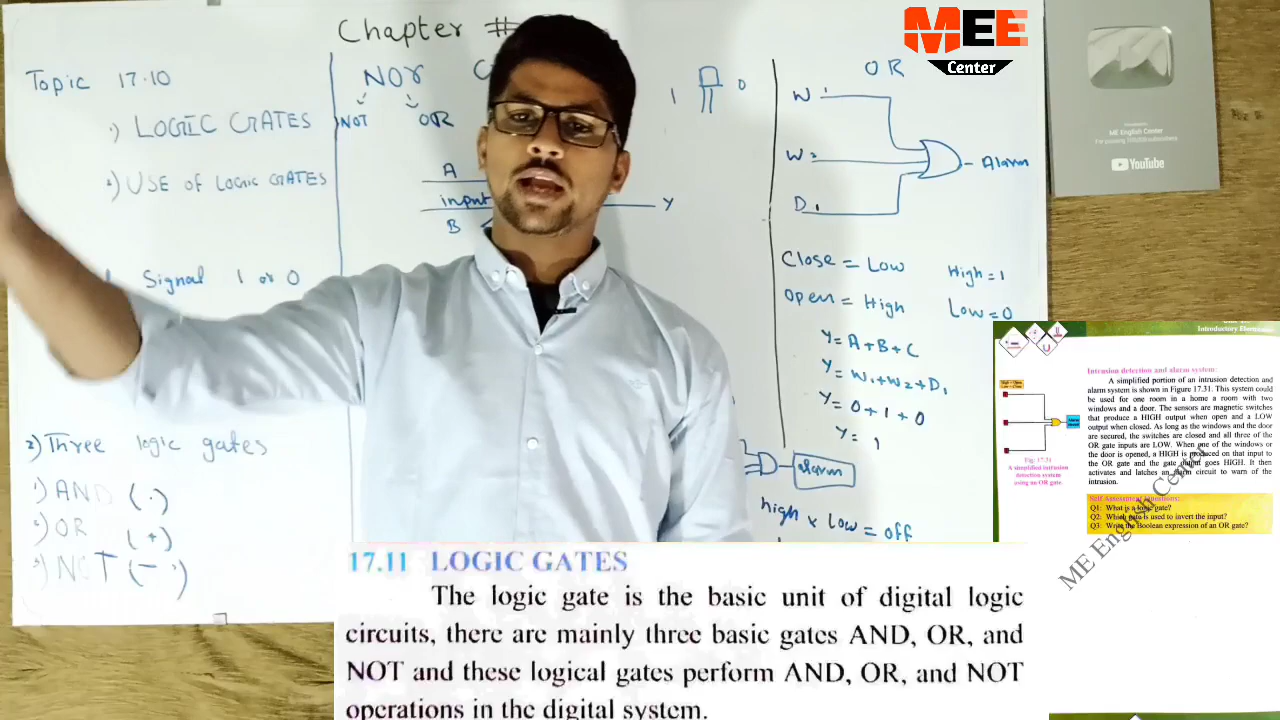 Chapter #
Topic 17.10
1) LOGIC GATES
2) USE OF LOGIC GATES
Signal 1 or 0
2) Three logic gates
1) AND (.)
2) OR (+)
3) NOT (-)
NOR
NOT OR
A
input
B
Y
1
0
OR
W1
W2
D1
Alarm
Close = Low
Open = High
High = 1
Low = 0
Y = A + B + C
Y = W1 + W2 + D1
Y = 0 + 1 + 0
Y = 1
Alarm
high x low = off
MEE
Center
ME English Center
YouTube
Introductory Electronics
Intrusion detection and alarm system:
A simplified portion of an intrusion detection and
alarm system is shown in Figure 17.31. This system could
be used for one room in a home a room with two
windows and a door. The sensors are magnetic switches
that produce a HIGH output when open and a LOW
output when closed. As long as the windows and the door
are secured, the switches are closed and all three of the
OR gate inputs are LOW. When one of the windows or
the door is opened, a HIGH is produced on that input to
the OR gate and the gate output goes HIGH. It then
activates and latches an alarm circuit to warn of the
intrusion.
Fig: 17.31
A simplified intrusion
detection system
using an OR gate.
Self Assessment Questions:
Q1: What is a logic gate?
Q2: Which gate is used to invert the input?
Q3: Write the Boolean expression of an OR gate?
ME English Center
17.11 LOGIC GATES
The logic gate is the basic unit of digital logic
circuits, there are mainly three basic gates AND, OR, and
NOT and these logical gates perform AND, OR, and NOT
operations in the digital system.